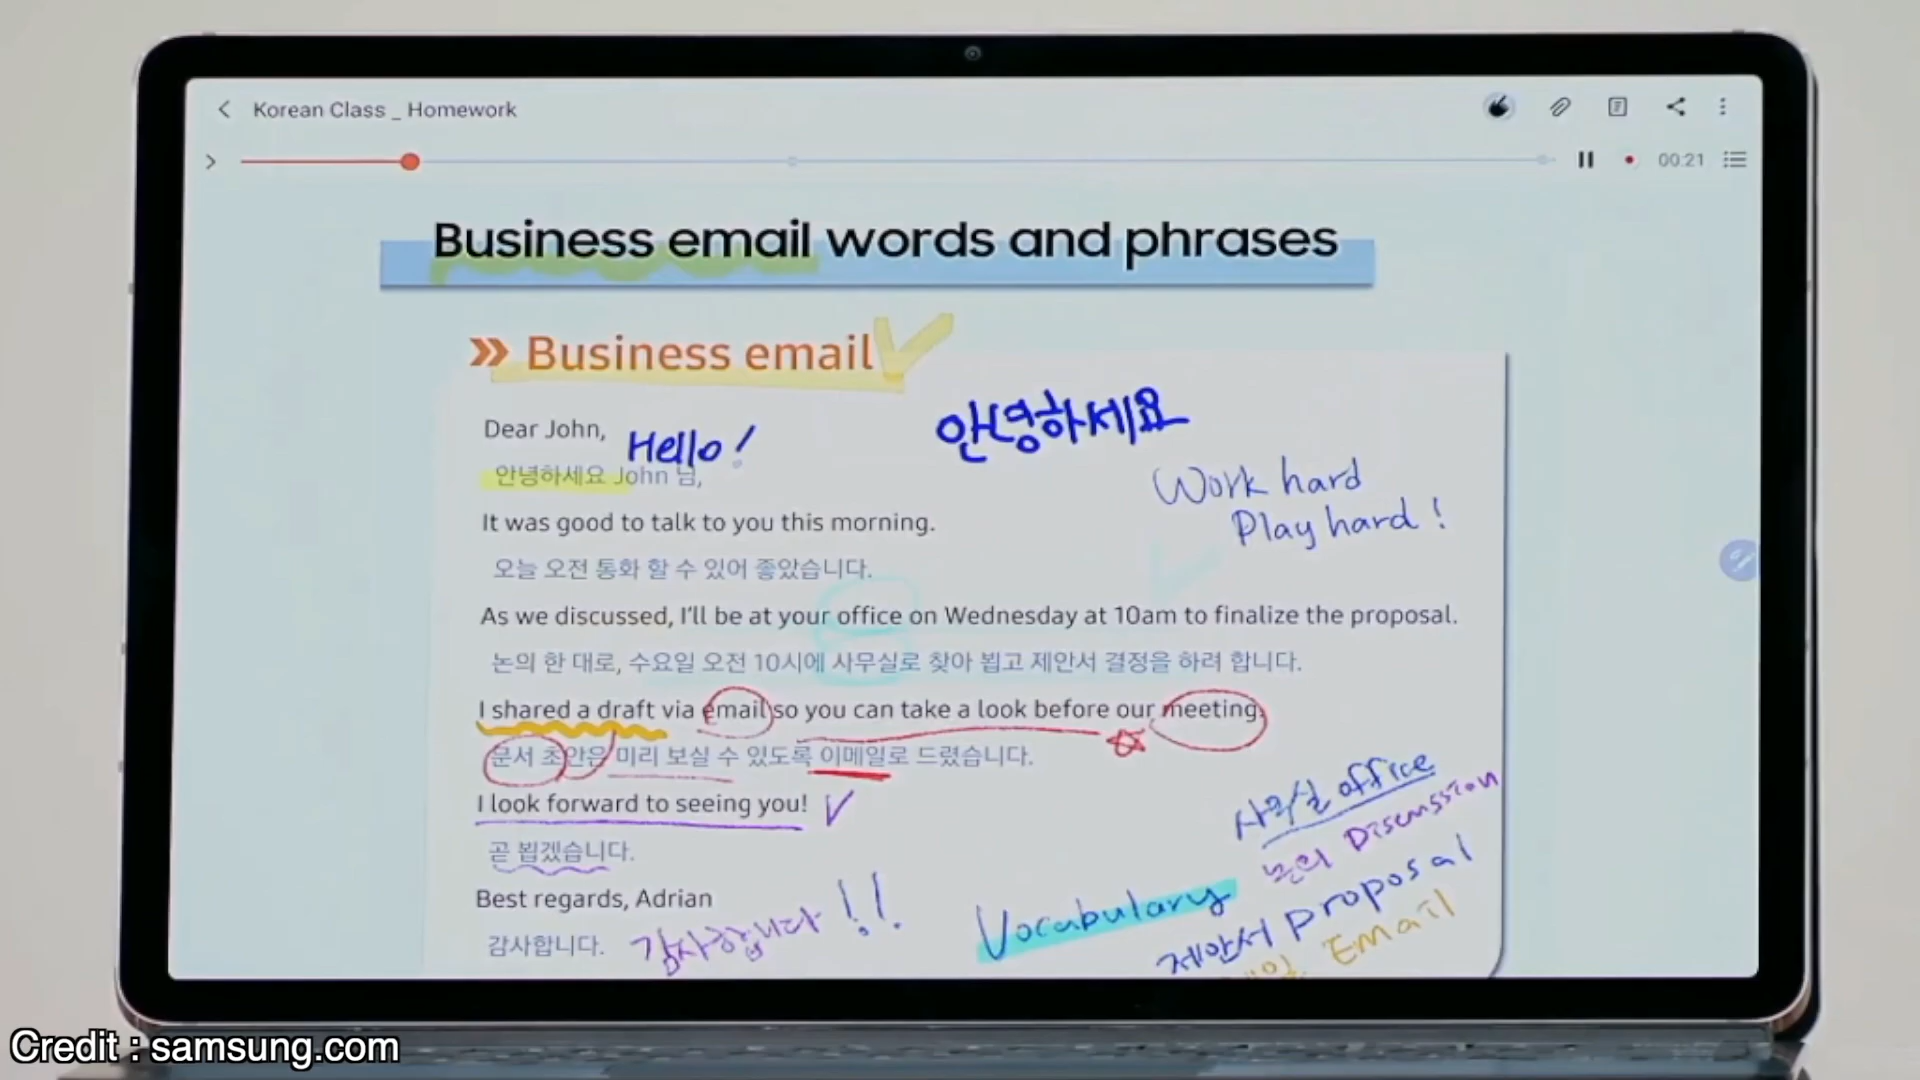 Korean Class _ Homework
00:21
Business email words and phrases
Business email
Dear John,
Hello!
안녕하세요
안녕하세요 John 님,
Work hard
Play hard!
It was good to talk to you this morning.
오늘 오전 통화 할 수 있어 좋았습니다.
As we discussed, I'll be at your office on Wednesday at 10am to finalize the proposal.
논의 한 대로, 수요일 오전 10시에 사무실로 찾아 뵙고 제안서 결정을 하려 합니다.
I shared a draft via email so you can take a look before our meeting.
문서 초안은 미리 보실 수 있도록 이메일로 드렸습니다.
I look forward to seeing you!
사무실 office
논의 Discussion
곧 뵙겠습니다.
Best regards, Adrian
감사합니다.
감사합니다!!
Vocabulary
제안서 proposal
Email
Credit : samsung.com